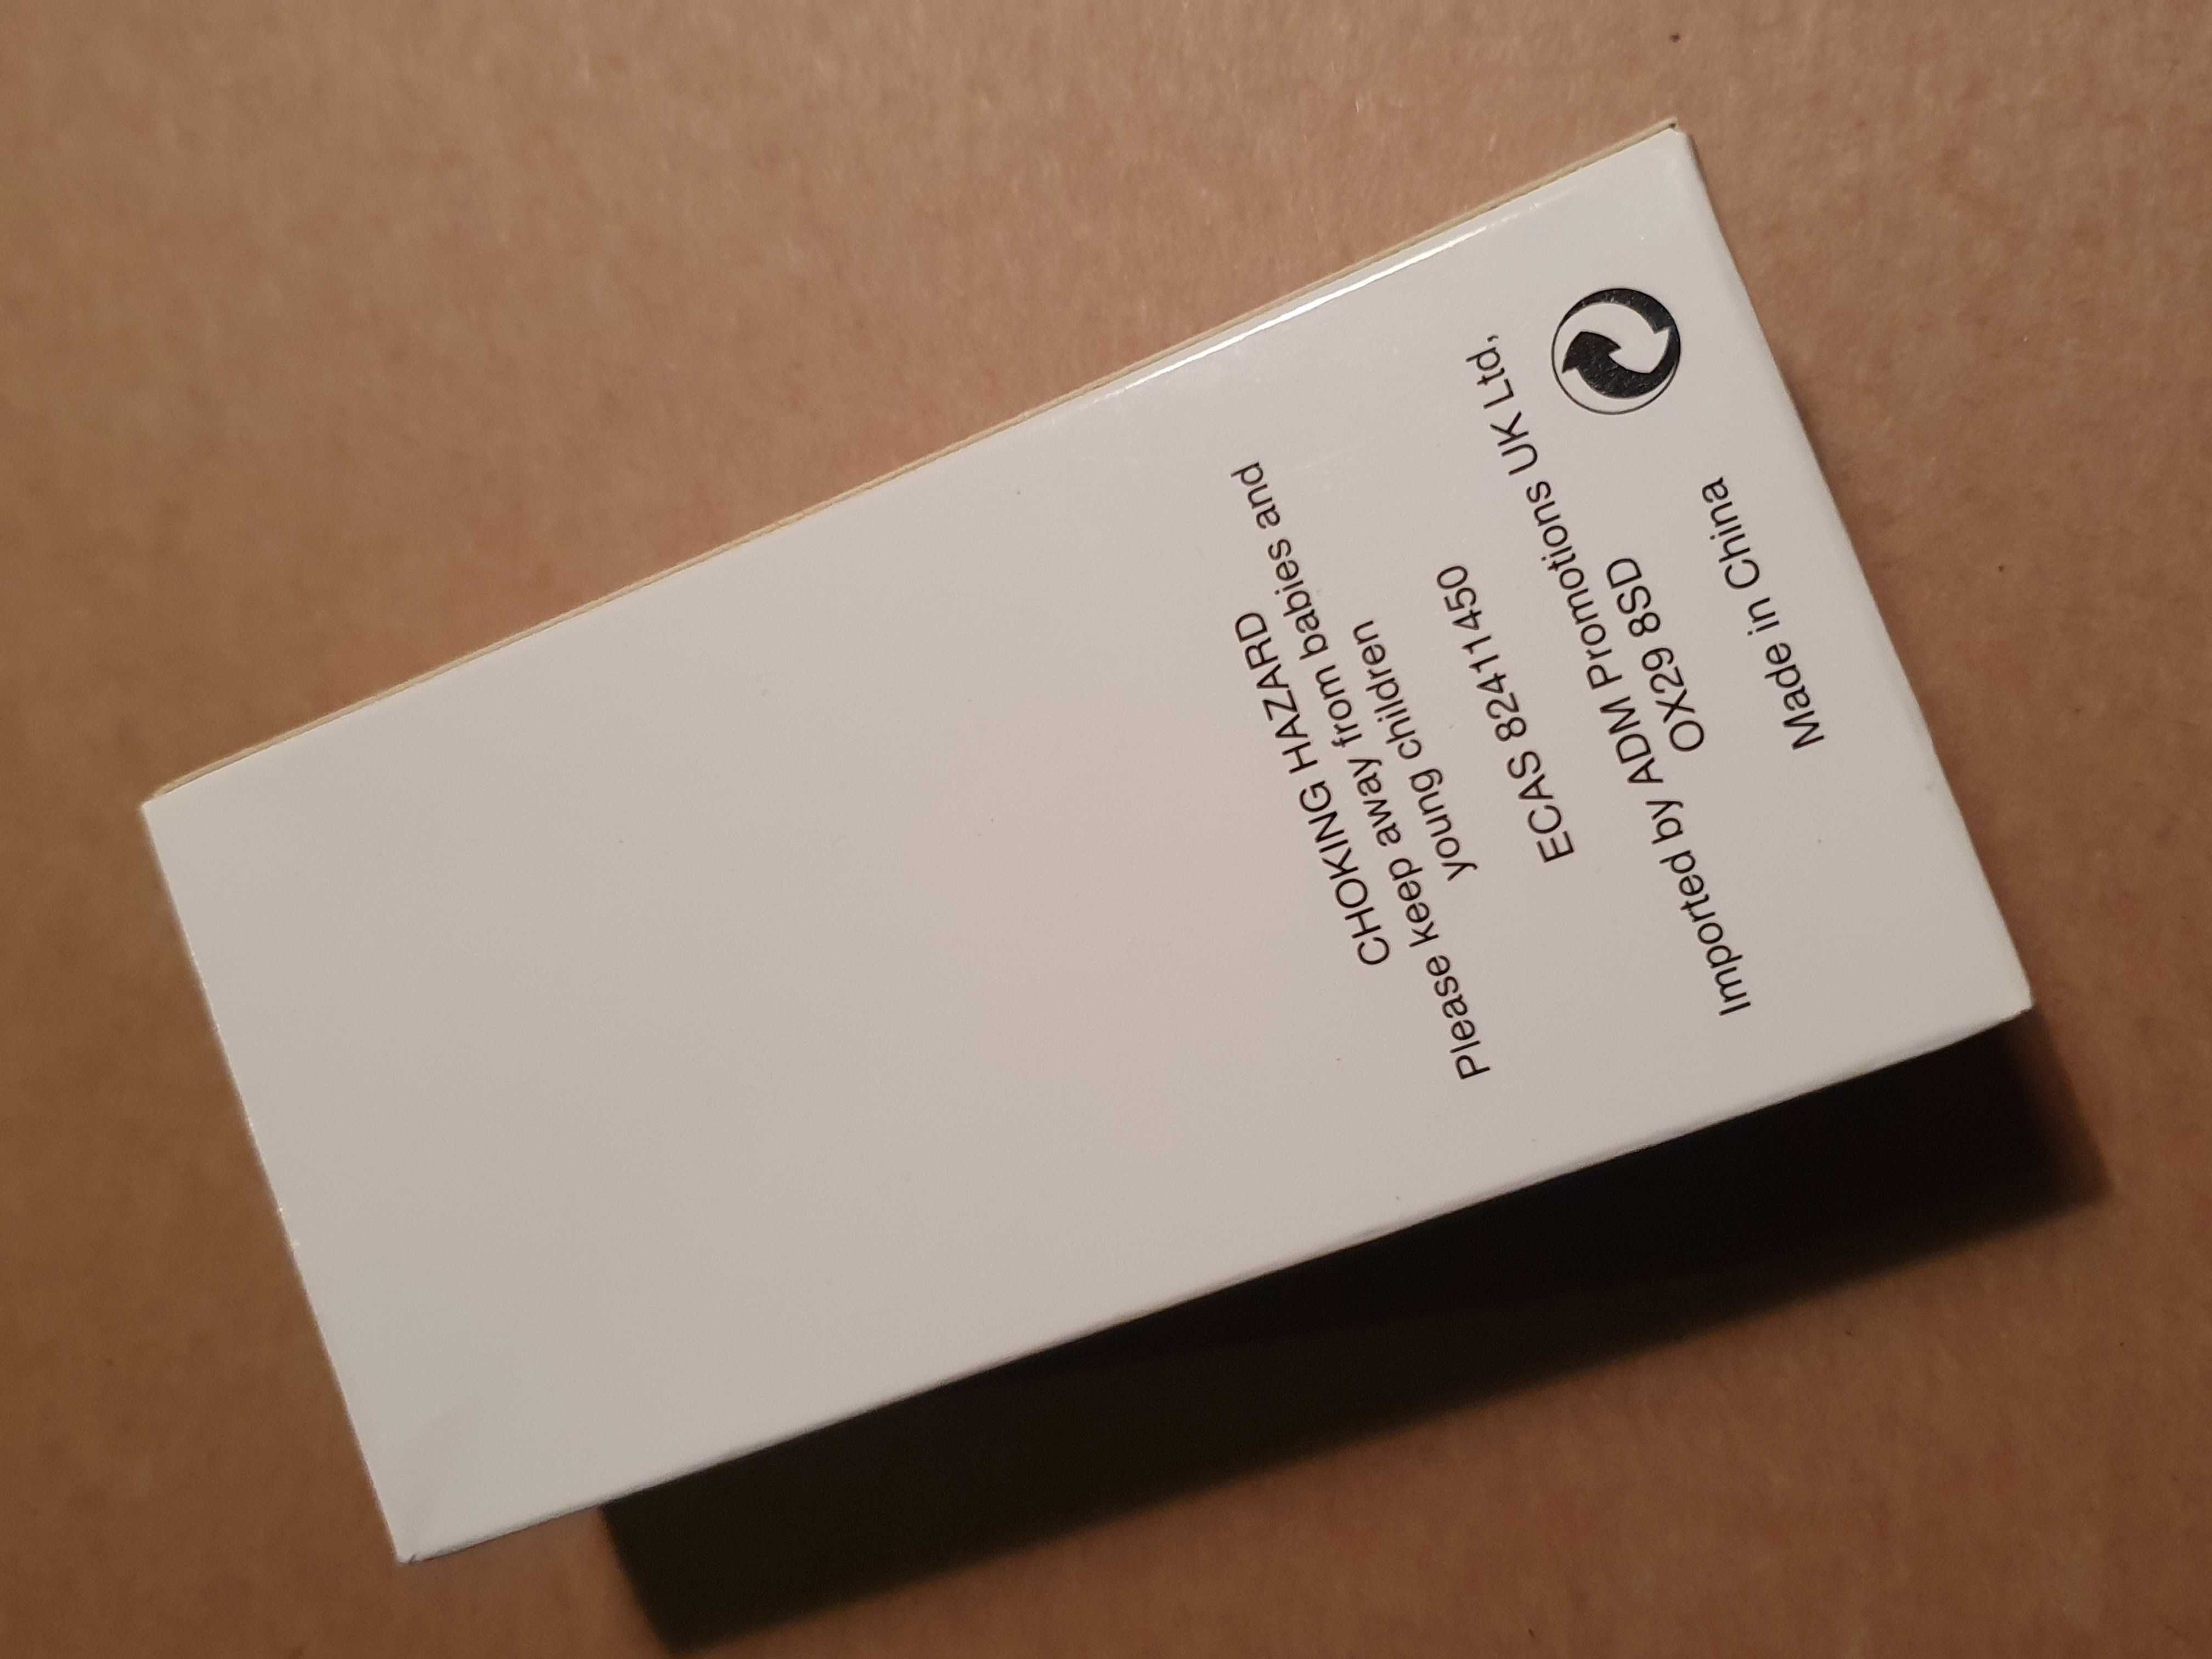 CHOKING HAZARD
Please keep away from babies and
young children
ECAS 82411450
Imported by ADM Promotions UK Ltd,
OX29 8SD
Made in China